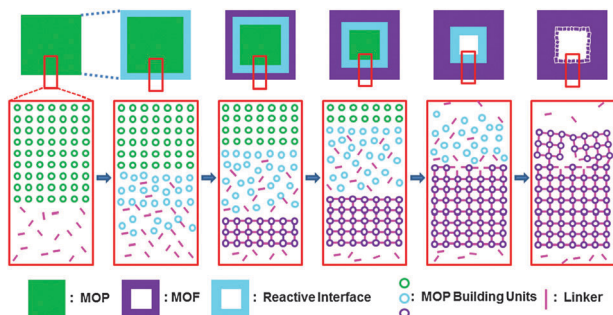 : MOP : MOF : Reactive Interface : MOP Building Units : Linker